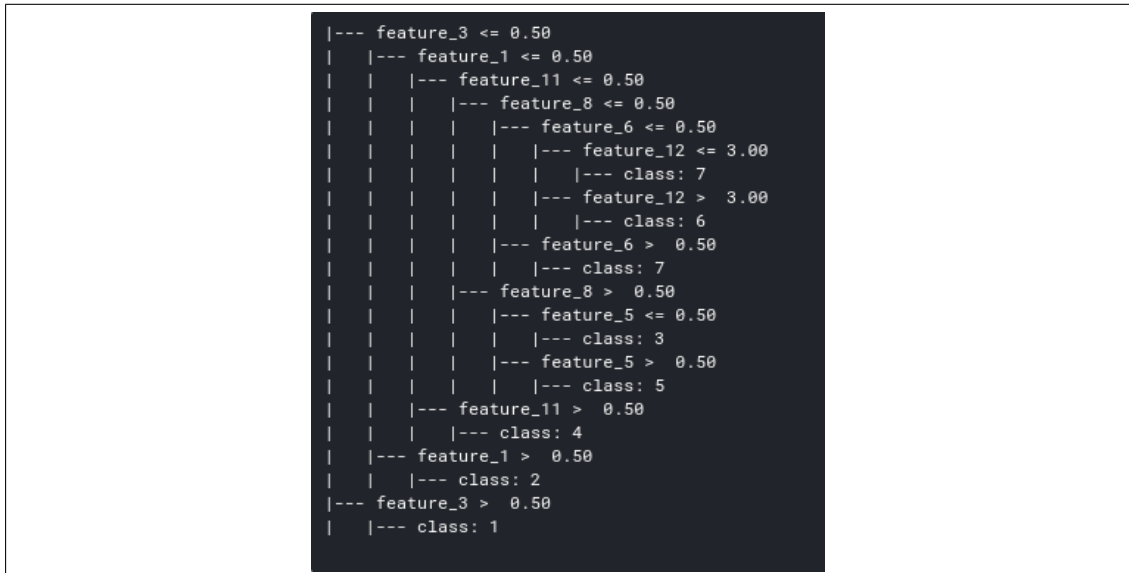 |--- feature_3 <= 0.50
|   |--- feature_1 <= 0.50
|   |   |--- feature_11 <= 0.50
|   |   |   |--- feature_8 <= 0.50
|   |   |   |   |--- feature_6 <= 0.50
|   |   |   |   |   |--- feature_12 <= 3.00
|   |   |   |   |   |   |--- class: 7
|   |   |   |   |   |--- feature_12 >  3.00
|   |   |   |   |   |   |--- class: 6
|   |   |   |   |--- feature_6 >  0.50
|   |   |   |   |   |--- class: 7
|   |   |   |--- feature_8 >  0.50
|   |   |   |   |--- feature_5 <= 0.50
|   |   |   |   |   |--- class: 3
|   |   |   |   |--- feature_5 >  0.50
|   |   |   |   |   |--- class: 5
|   |   |--- feature_11 >  0.50
|   |   |   |--- class: 4
|   |--- feature_1 >  0.50
|   |   |--- class: 2
|--- feature_3 >  0.50
|   |--- class: 1